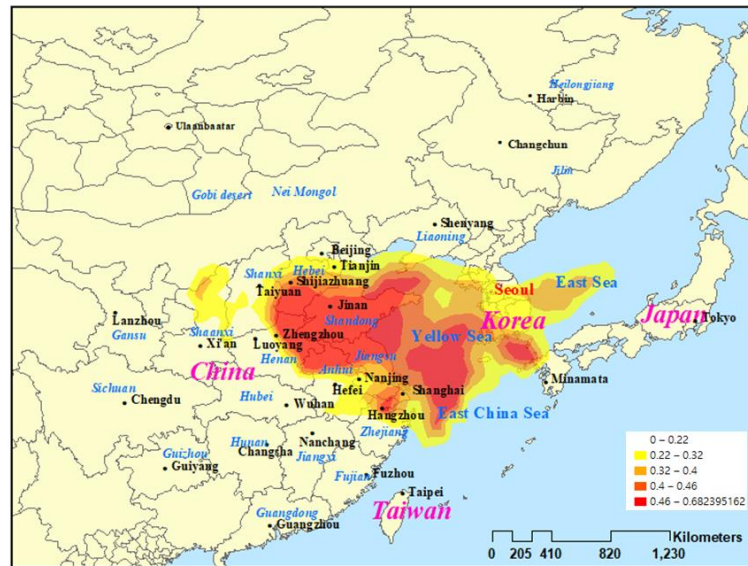 Heilongjiang
Harbin
Ulaanbaatar
Changchun
Jilin
Gobi desert
Nei Mongol
Shenyang
Liaoning
Beijing
Tianjin
Shanxi
Hebei
Shijiazhuang
Taiyuan
Seoul
East Sea
Jinan
Shandong
Korea
Japan
Tokyo
Lanzhou
Gansu
Shaanxi
Xi'an
Zhengzhou
Luoyang
Henan
Yellow Sea
China
Jiangsu
Anhui
Nanjing
Hefei
Shanghai
Minamata
Sichuan
Chengdu
Hubei
Wuhan
Hangzhou
East China Sea
Zhejiang
Hunan
Changsha
Nanchang
Jiangxi
Guizhou
Guiyang
Fujian
Fuzhou
Taipei
Taiwan
Guangdong
Guangzhou
0 – 0.22
0.22 – 0.32
0.32 – 0.4
0.4 – 0.46
0.46 – 0.682395162
Kilometers
0 205 410 820 1,230